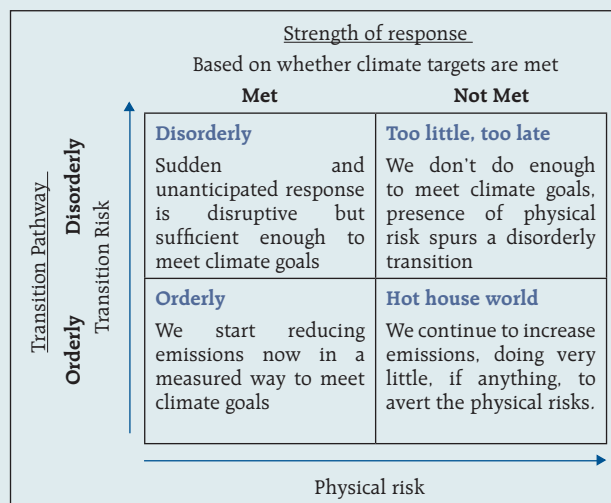 Strength of response
Based on whether climate targets are met
Met
Not Met
Transition Pathway
Disorderly
Orderly
Transition Risk
Disorderly
Sudden and
unanticipated response
is disruptive but
sufficient enough to
meet climate goals
Too little, too late
We don't do enough
to meet climate goals,
presence of physical
risk spurs a disorderly
transition
Orderly
We start reducing
emissions now in a
measured way to meet
climate goals
Hot house world
We continue to increase
emissions, doing very
little, if anything, to
avert the physical risks.
Physical risk